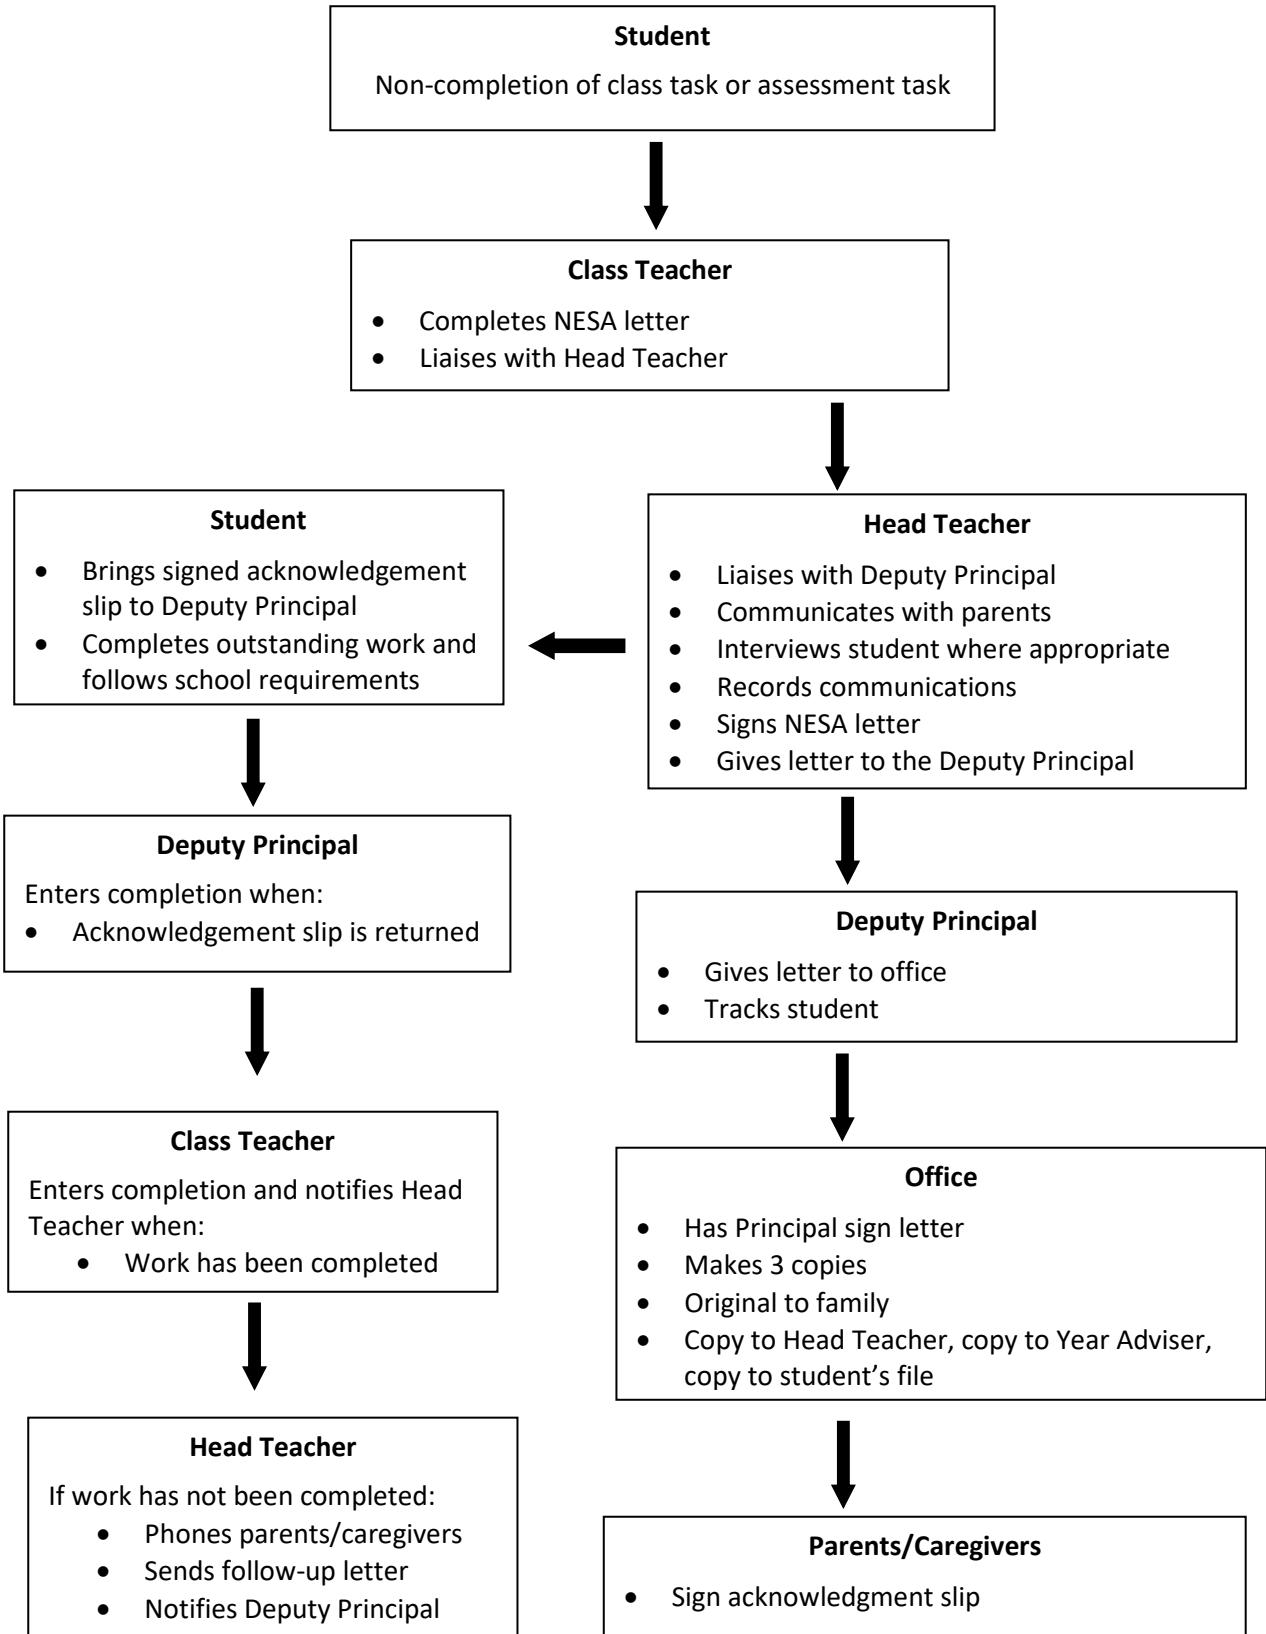 Student
Non-completion of class task or assessment task
Class Teacher
• Completes NESA letter
• Liaises with Head Teacher
Head Teacher
• Liaises with Deputy Principal
• Communicates with parents
• Interviews student where appropriate
• Records communications
• Signs NESA letter
• Gives letter to the Deputy Principal
Student
• Brings signed acknowledgement
slip to Deputy Principal
• Completes outstanding work and
follows school requirements
Deputy Principal
Enters completion when:
• Acknowledgement slip is returned
Class Teacher
Enters completion and notifies Head
Teacher when:
• Work has been completed
Head Teacher
If work has not been completed:
• Phones parents/caregivers
• Sends follow-up letter
• Notifies Deputy Principal
Deputy Principal
• Gives letter to office
• Tracks student
Office
• Has Principal sign letter
• Makes 3 copies
• Original to family
• Copy to Head Teacher, copy to Year Adviser,
copy to student’s file
Parents/Caregivers
• Sign acknowledgment slip